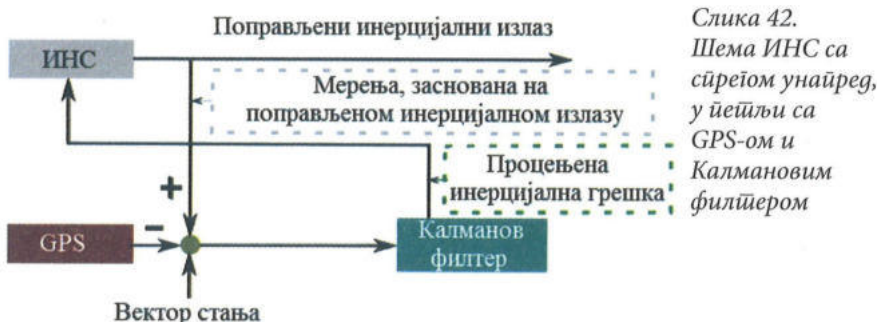 Поправљени инерцијални излаз
ИНС
Мерења, заснована на
поправљеном инерцијалном излазу
Процењена
инерцијална грешка
+
−
GPS
Калманов
филтер
Вектор стања
Слика 42.
Шема ИНС са
спрегом унапред,
у петљи са
GPS-ом и
Калмановим
филтером